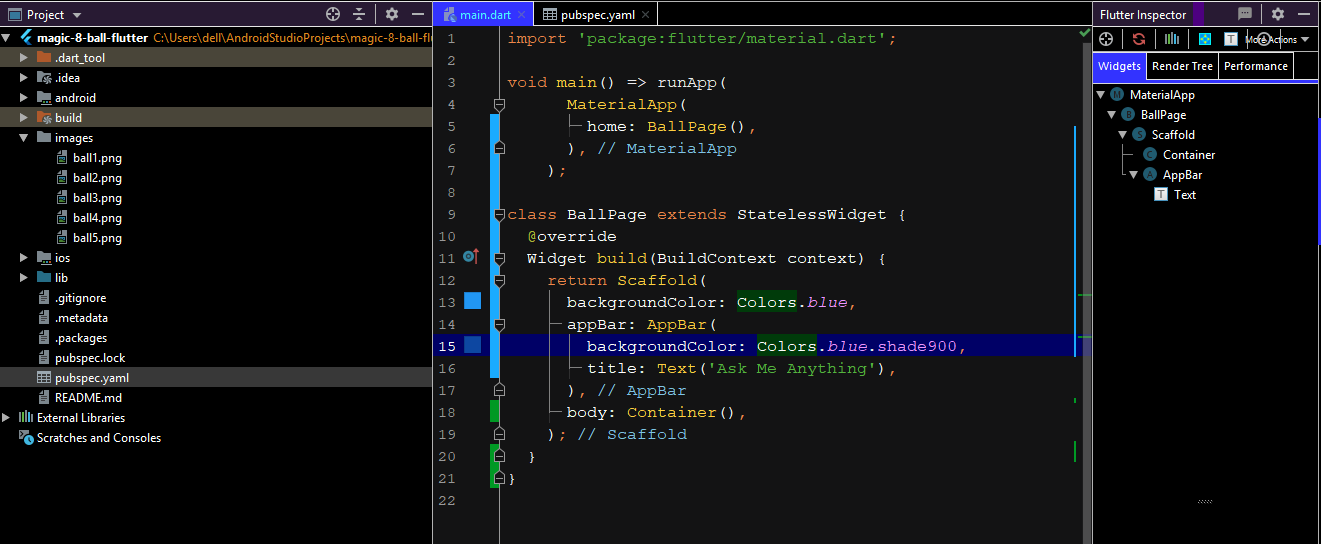 Project
magic-8-ball-flutter C:\Users\dell\AndroidStudioProjects\magic-8-ball-fl
.dart_tool
.idea
android
build
images
ball1.png
ball2.png
ball3.png
ball4.png
ball5.png
ios
lib
.gitignore
.metadata
.packages
pubspec.lock
pubspec.yaml
README.md
External Libraries
Scratches and Consoles
main.dart pubspec.yaml
1 import 'package:flutter/material.dart';
2
3 void main() => runApp(
4 MaterialApp(
5 home: BallPage(),
6 ), // MaterialApp
7 );
8
9 class BallPage extends StatelessWidget {
10 @override
11 Widget build(BuildContext context) {
12 return Scaffold(
13 backgroundColor: Colors.blue,
14 appBar: AppBar(
15 backgroundColor: Colors.blue.shade900,
16 title: Text('Ask Me Anything'),
17 ), // AppBar
18 body: Container(),
19 ); // Scaffold
20 }
21 }
22
Flutter Inspector
More Actions
Widgets Render Tree Performance
M MaterialApp
B BallPage
S Scaffold
C Container
A AppBar
T Text